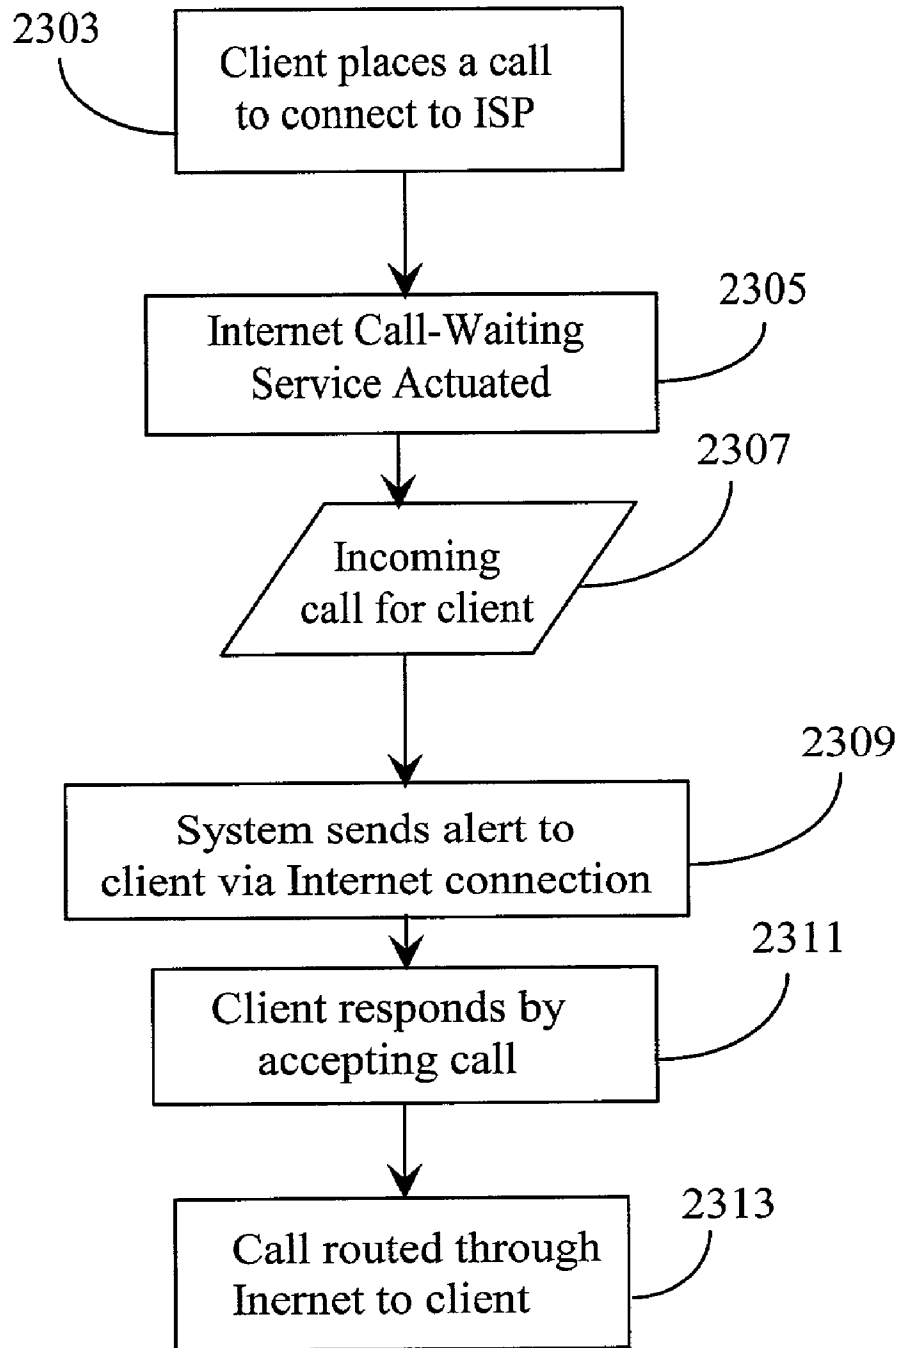 2303
Client places a call
to connect to ISP
2305
Internet Call-Waiting
Service Actuated
2307
Incoming
call for client
2309
System sends alert to
client via Internet connection
2311
Client responds by
accepting call
2313
Call routed through
Inernet to client